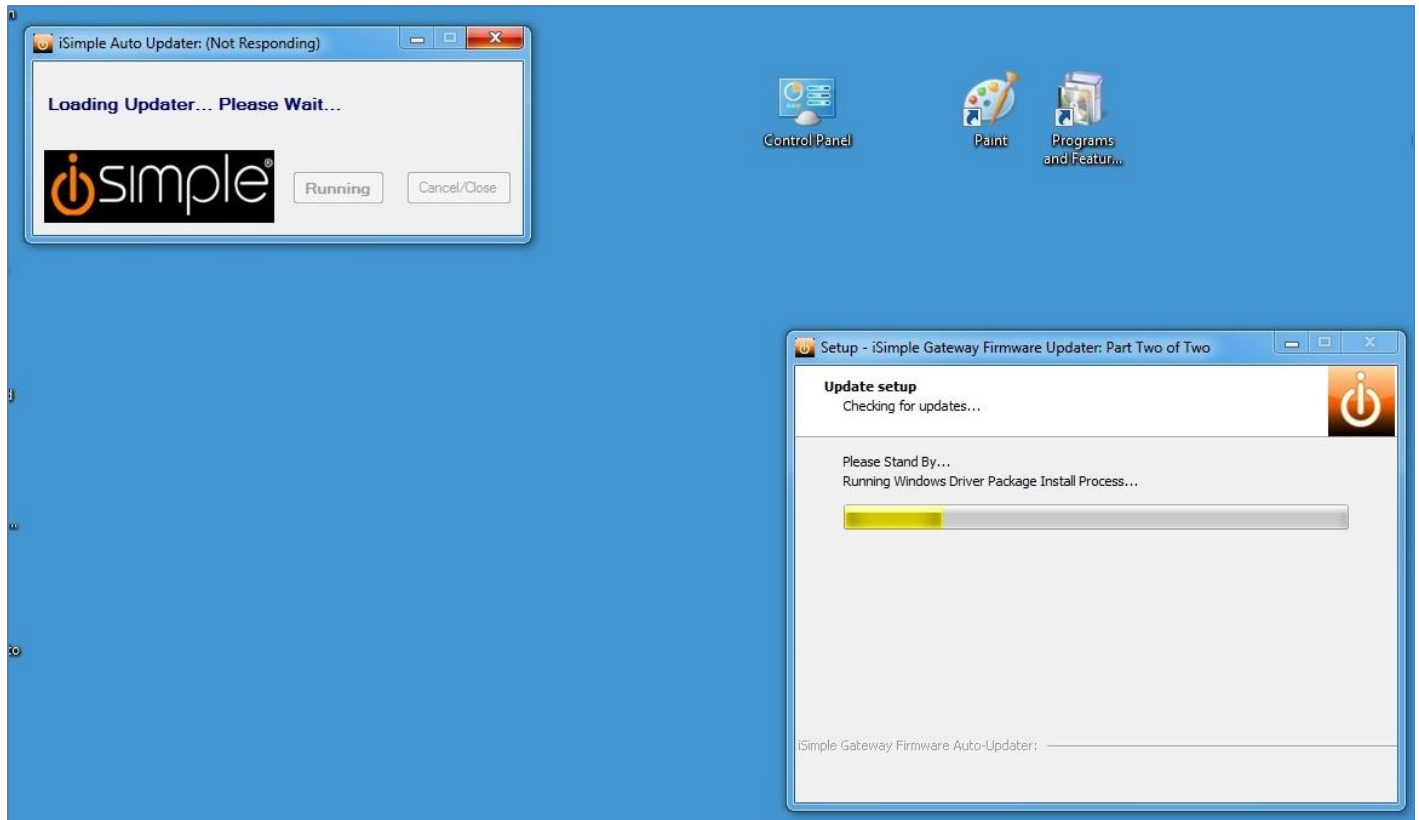 iSimple Auto Updater: (Not Responding)
Loading Updater... Please Wait...
isimple®
Running
Cancel/Close
Control Panel
Paint
Programs
and Featur...
Setup - iSimple Gateway Firmware Updater: Part Two of Two
Update setup
Checking for updates...
Please Stand By...
Running Windows Driver Package Install Process...
iSimple Gateway Firmware Auto-Updater: